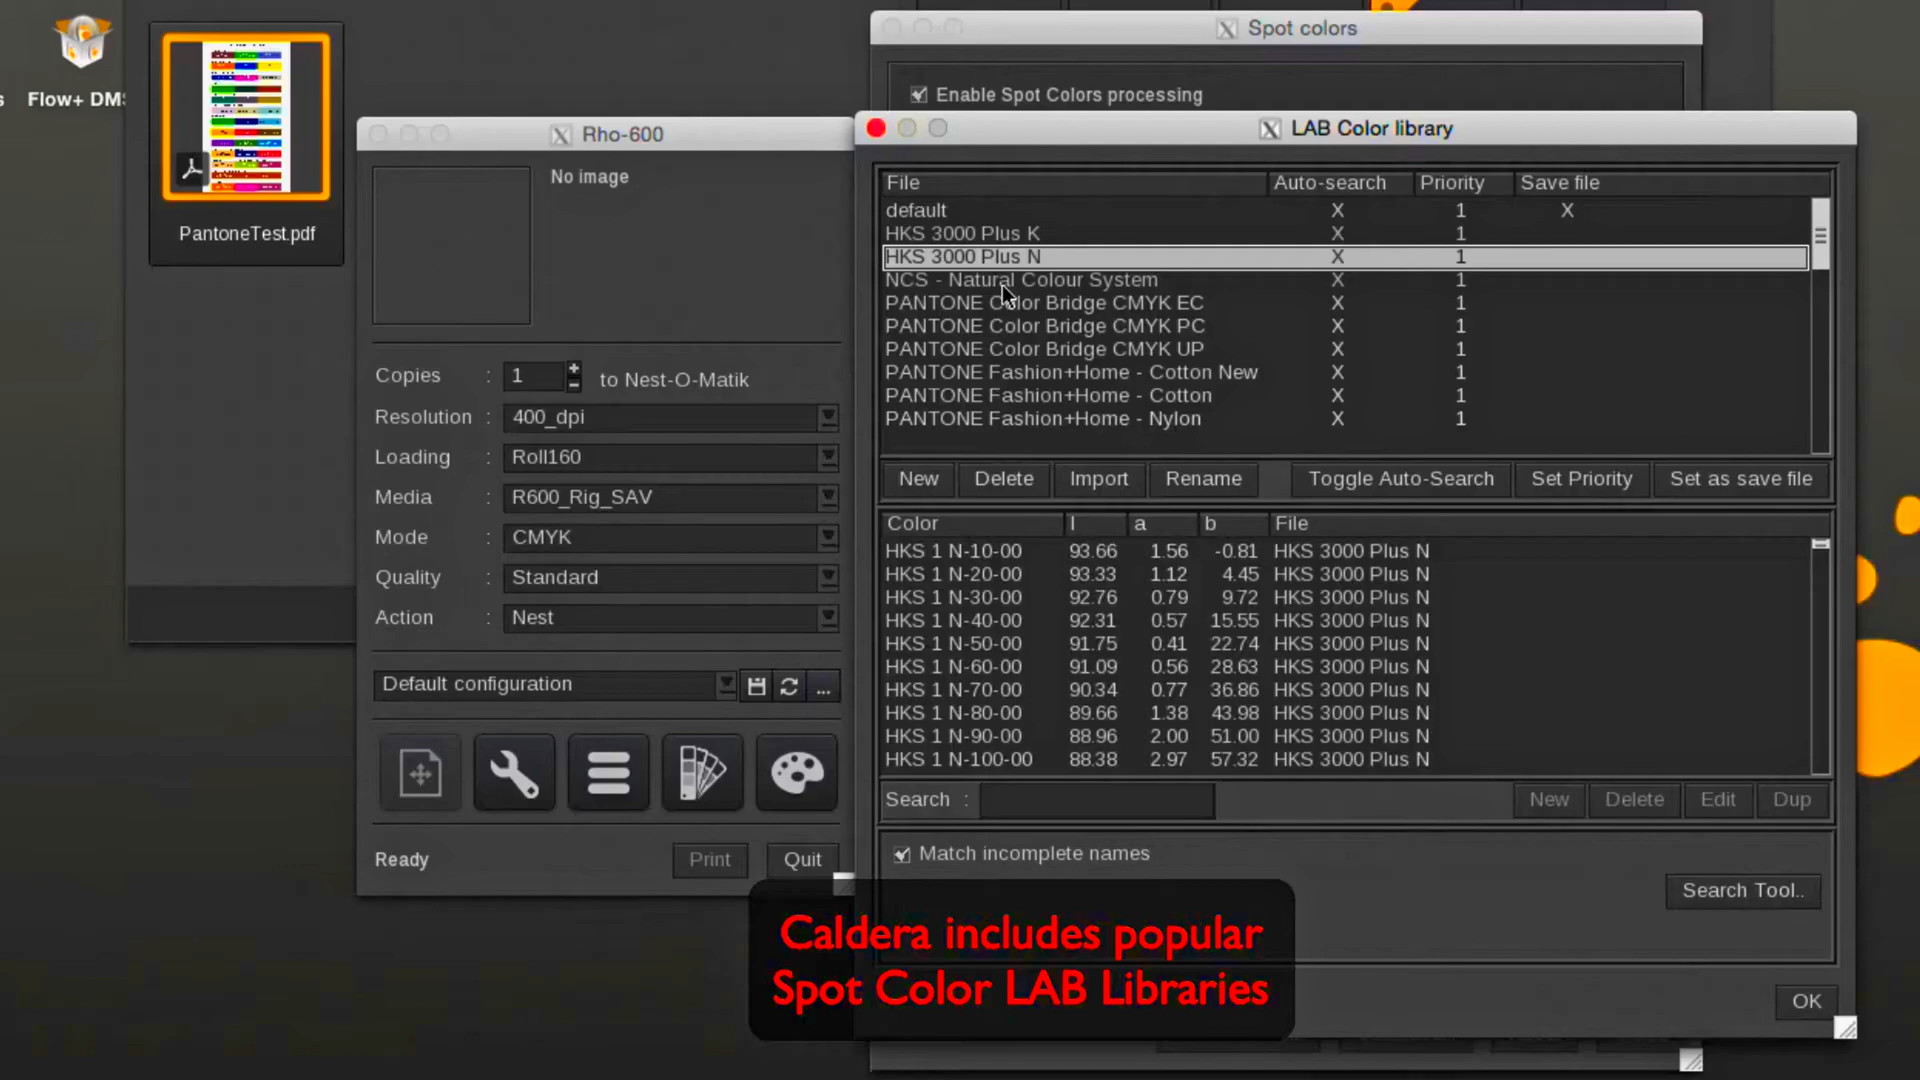 Spot colors
Enable Spot Colors processing
Flow+ DM
PantoneTest.pdf
Rho-600
No image
Copies : 1 to Nest-O-Matik
Resolution : 400_dpi
Loading : Roll160
Media : R600_Rig_SAV
Mode : CMYK
Quality : Standard
Action : Nest
Default configuration
...
Ready Print Quit
LAB Color library
File Auto-search Priority Save file
default X 1 X
HKS 3000 Plus K X 1
HKS 3000 Plus N X 1
NCS - Natural Colour System X 1
PANTONE Color Bridge CMYK EC X 1
PANTONE Color Bridge CMYK PC X 1
PANTONE Color Bridge CMYK UP X 1
PANTONE Fashion+Home - Cotton New X 1
PANTONE Fashion+Home - Cotton X 1
PANTONE Fashion+Home - Nylon X 1
New Delete Import Rename Toggle Auto-Search Set Priority Set as save file
Color l a b File
HKS 1 N-10-00 93.66 1.56 -0.81 HKS 3000 Plus N
HKS 1 N-20-00 93.33 1.12 4.45 HKS 3000 Plus N
HKS 1 N-30-00 92.76 0.79 9.72 HKS 3000 Plus N
HKS 1 N-40-00 92.31 0.57 15.55 HKS 3000 Plus N
HKS 1 N-50-00 91.75 0.41 22.74 HKS 3000 Plus N
HKS 1 N-60-00 91.09 0.56 28.63 HKS 3000 Plus N
HKS 1 N-70-00 90.34 0.77 36.86 HKS 3000 Plus N
HKS 1 N-80-00 89.66 1.38 43.98 HKS 3000 Plus N
HKS 1 N-90-00 88.96 2.00 51.00 HKS 3000 Plus N
HKS 1 N-100-00 88.38 2.97 57.32 HKS 3000 Plus N
Search : New Delete Edit Dup
Match incomplete names
Search Tool..
OK
Caldera includes popular
Spot Color LAB Libraries